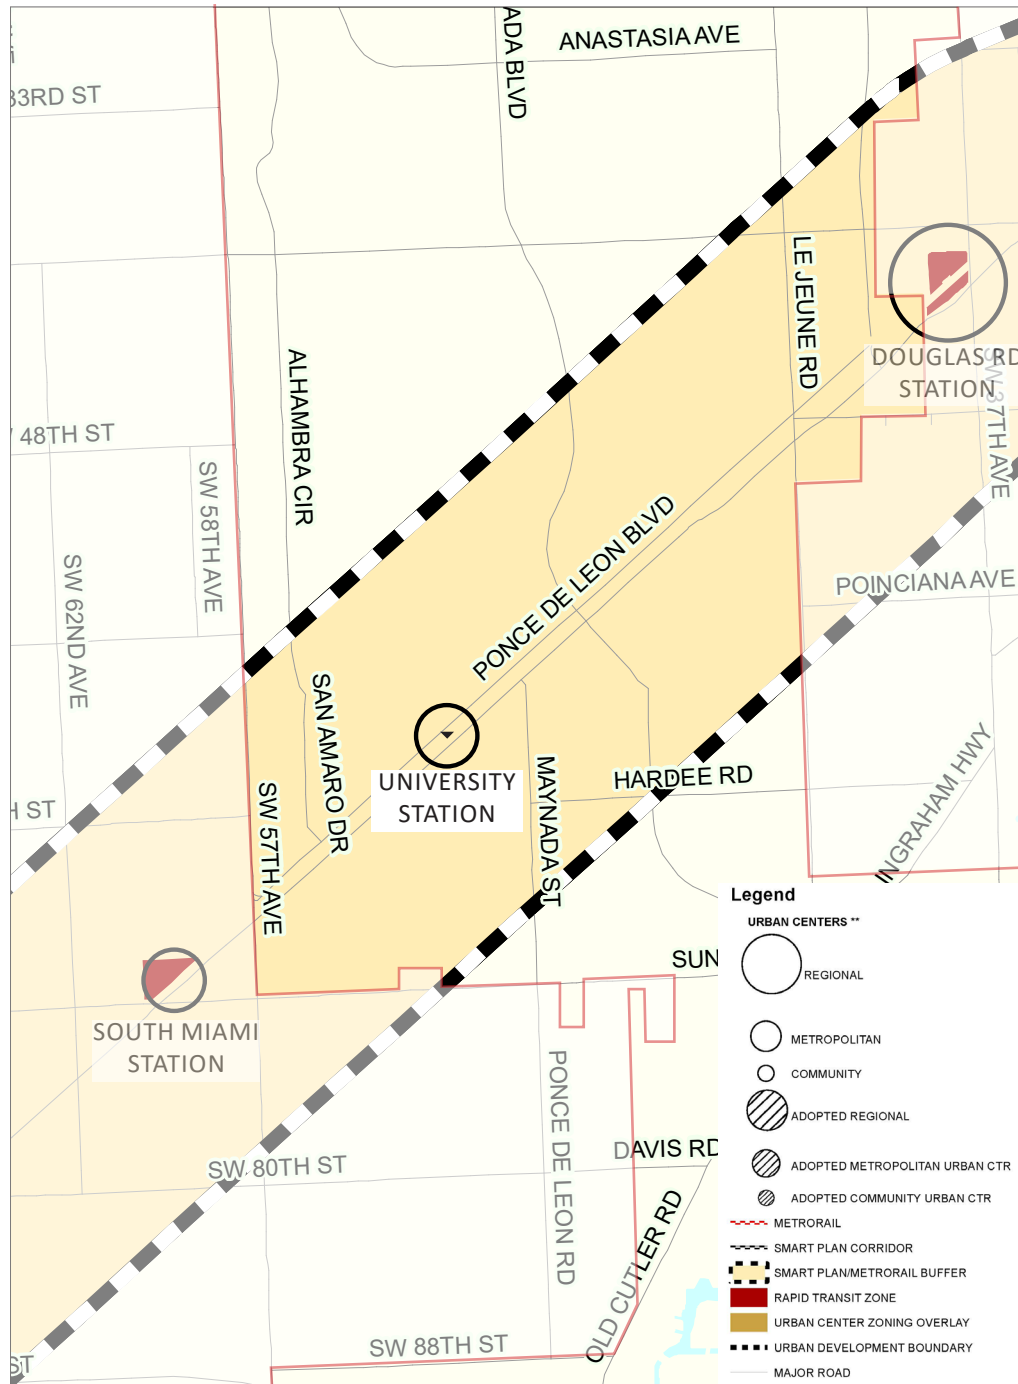 ANASTASIA AVE
ADA BLVD
33RD ST
LE JEUNE RD
DOUGLAS RD
STATION
SW 37TH AVE
ALHAMBRA CIR
48TH ST
SW 58TH AVE
SW 62ND AVE
PONCE DE LEON BLVD
POINCIANA AVE
SAN AMARO DR
UNIVERSITY
STATION
MAYNADA ST
HARDEE RD
INGRAHAM HWY
H ST
SW 57TH AVE
SUN
SOUTH MIAMI
STATION
PONCE DE LEON RD
DAVIS RD
SW 80TH ST
OLD CUTLER RD
SW 88TH ST
ST
Legend
URBAN CENTERS **
REGIONAL
METROPOLITAN
COMMUNITY
ADOPTED REGIONAL
ADOPTED METROPOLITAN URBAN CTR
ADOPTED COMMUNITY URBAN CTR
METRORAIL
SMART PLAN CORRIDOR
SMART PLAN/METRORAIL BUFFER
RAPID TRANSIT ZONE
URBAN CENTER ZONING OVERLAY
URBAN DEVELOPMENT BOUNDARY
MAJOR ROAD